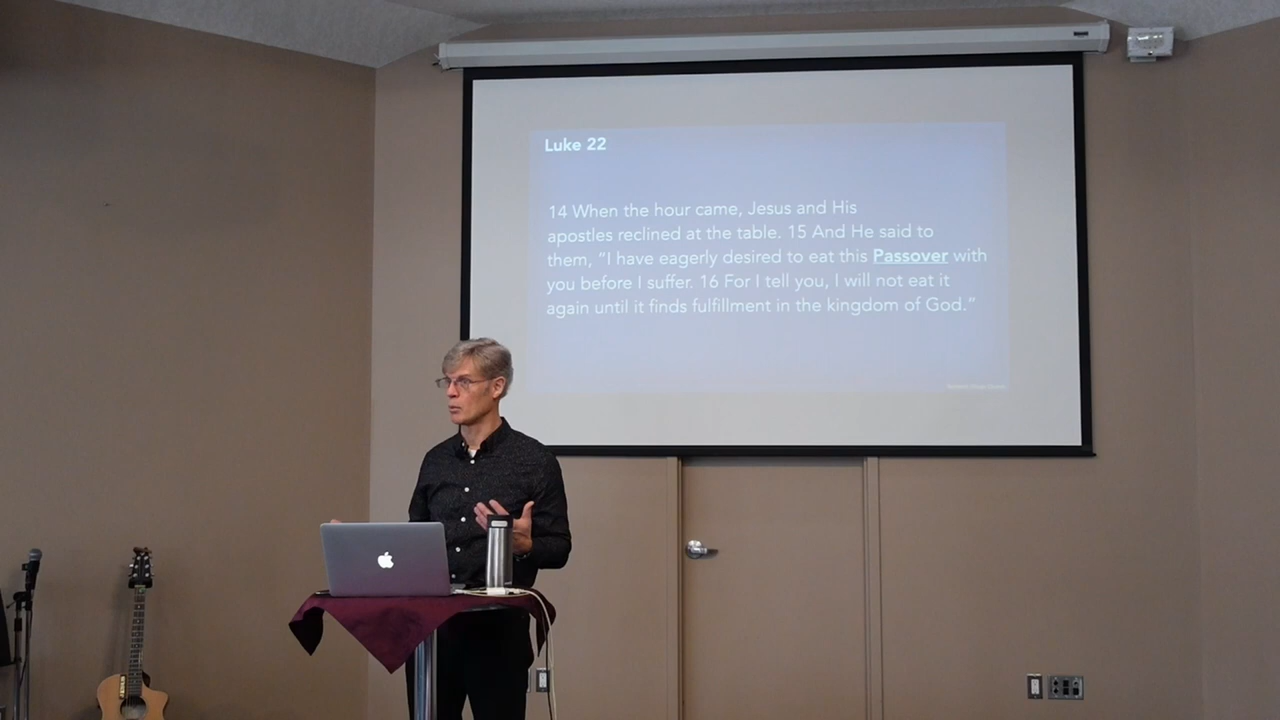 Luke 22
14 When the hour came, Jesus and His
apostles reclined at the table. 15 And He said to
them, “I have eagerly desired to eat this Passover with
you before I suffer. 16 For I tell you, I will not eat it
again until it finds fulfillment in the kingdom of God.”